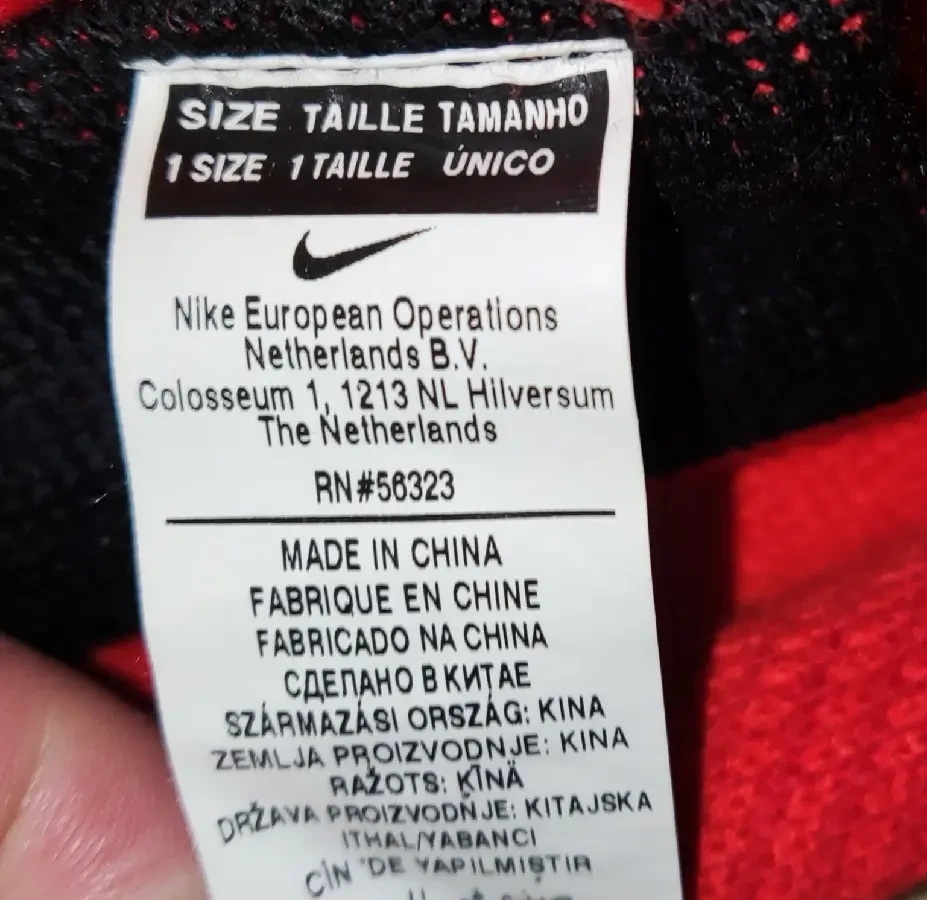 SIZE TAILLE TAMANHO
1 SIZE 1 TAILLE ÚNICO
Nike European Operations
Netherlands B.V.
Colosseum 1, 1213 NL Hilversum
The Netherlands
RN#56323
MADE IN CHINA
FABRIQUE EN CHINE
FABRICADO NA CHINA
СДЕПАНО В КИТАЕ
SZÁRMAZÁSI ORSZÁG: KINA
ZEMLJA PROIZVODNJE: KINA
RAŽOTS: ĶĪNĀ
DRŽAVA PROIZVODNJE: KITAJSKA
ITHAL/YABANCI
ÇİN 'DE YAPILMIŞTIR